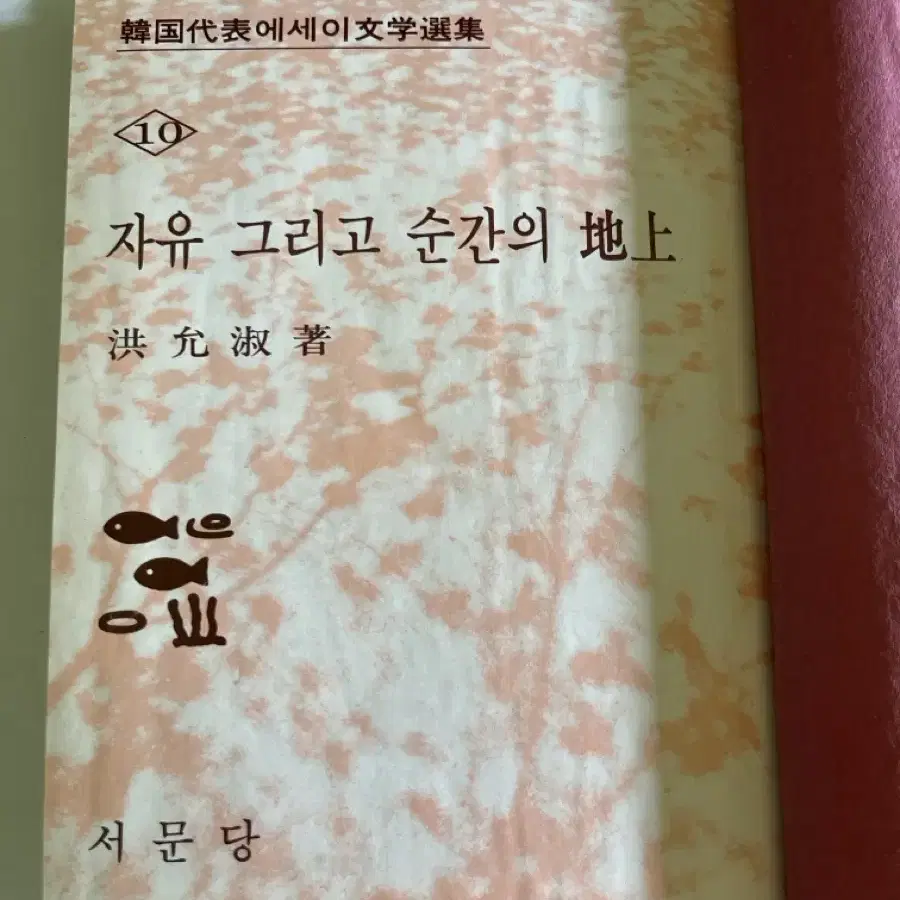 韓国代表에세이文学選集
10
자유 그리고 순간의 地上
洪允淑著
서문당